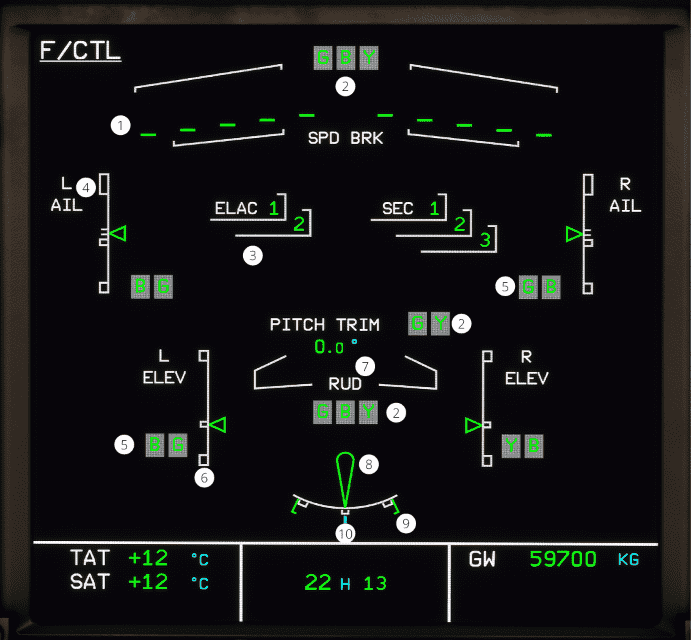 F/CTL
G B Y
2
1
SPD BRK
L 4
AIL
ELAC 1
2
3
SEC 1
2
3
R
AIL
B G
5 G B
PITCH TRIM G Y 2
0.0 °
7
L
ELEV
RUD
R
ELEV
G B Y 2
5 B G
Y B
6
8
9
10
TAT +12 °C
SAT +12 °C
22 H 13
GW 59700 KG